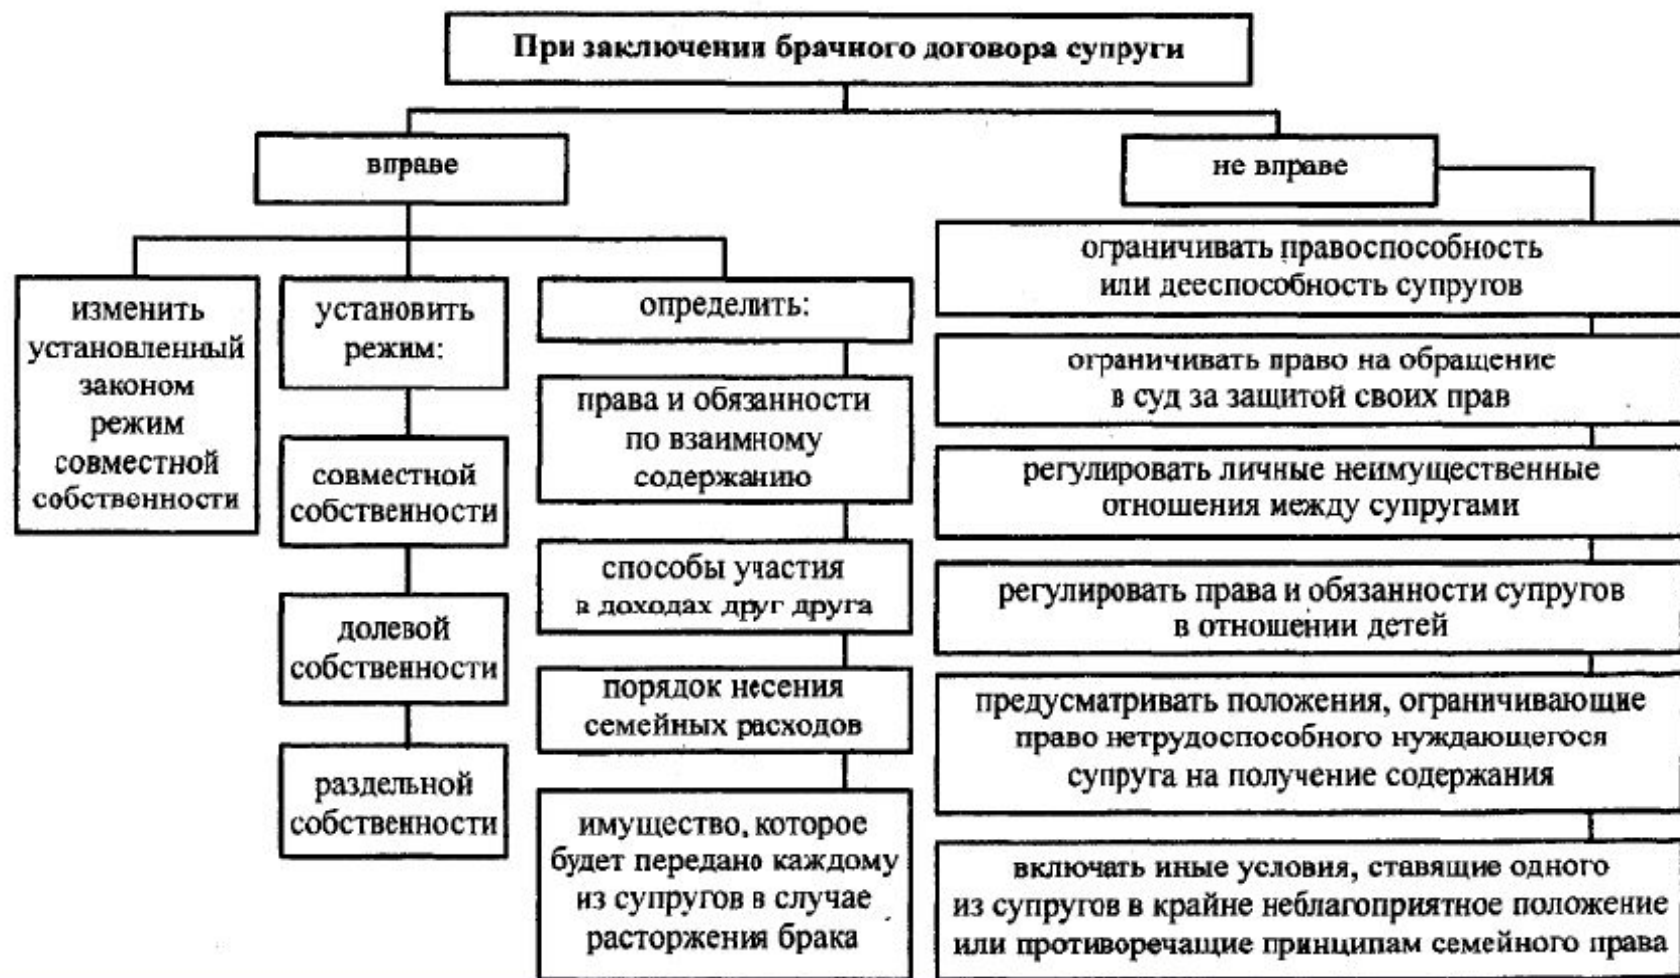 При заключении брачного договора супруги
вправе
изменить
установленный
законом
режим
совместной
собственности
установить
режим:
совместной
собственности
долевой
собственности
раздельной
собственности
определить:
права и обязанности
по взаимному
содержанию
способы участия
в доходах друг друга
порядок несения
семейных расходов
имущество, которое
будет передано каждому
из супругов в случае
расторжения брака
не вправе
ограничивать правоспособность
или дееспособность супругов
ограничивать право на обращение
в суд за защитой своих прав
регулировать личные неимущественные
отношения между супругами
регулировать права и обязанности супругов
в отношении детей
предусматривать положения, ограничивающие
право нетрудоспособного нуждающегося
супруга на получение содержания
включать иные условия, ставящие одного
из супругов в крайне неблагоприятное положение
или противоречащие принципам семейного права